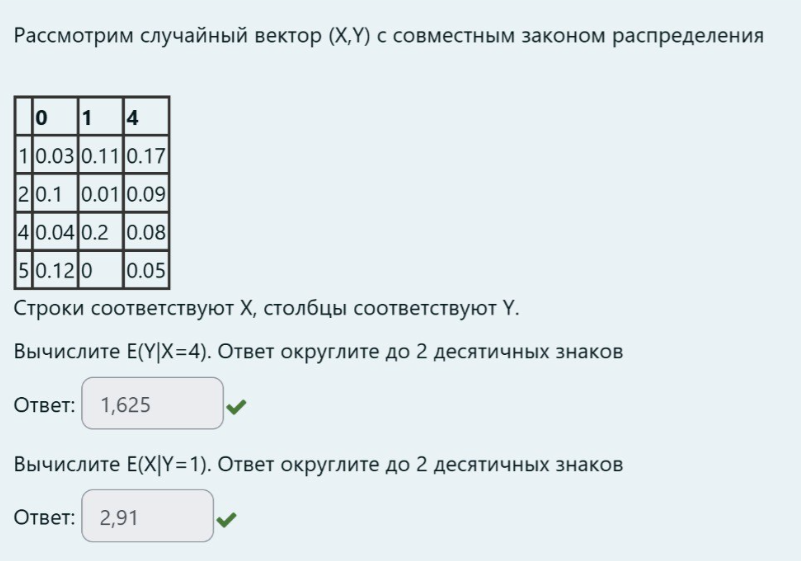 Рассмотрим случайный вектор (X,Y) с совместным законом распределения
0 1 4
1 0.03 0.11 0.17
2 0.1 0.01 0.09
4 0.04 0.2 0.08
5 0.12 0 0.05
Строки соответствуют X, столбцы соответствуют Y.
Вычислите E(Y|X=4). Ответ округлите до 2 десятичных знаков
Ответ: 1,625
Вычислите E(X|Y=1). Ответ округлите до 2 десятичных знаков
Ответ: 2,91